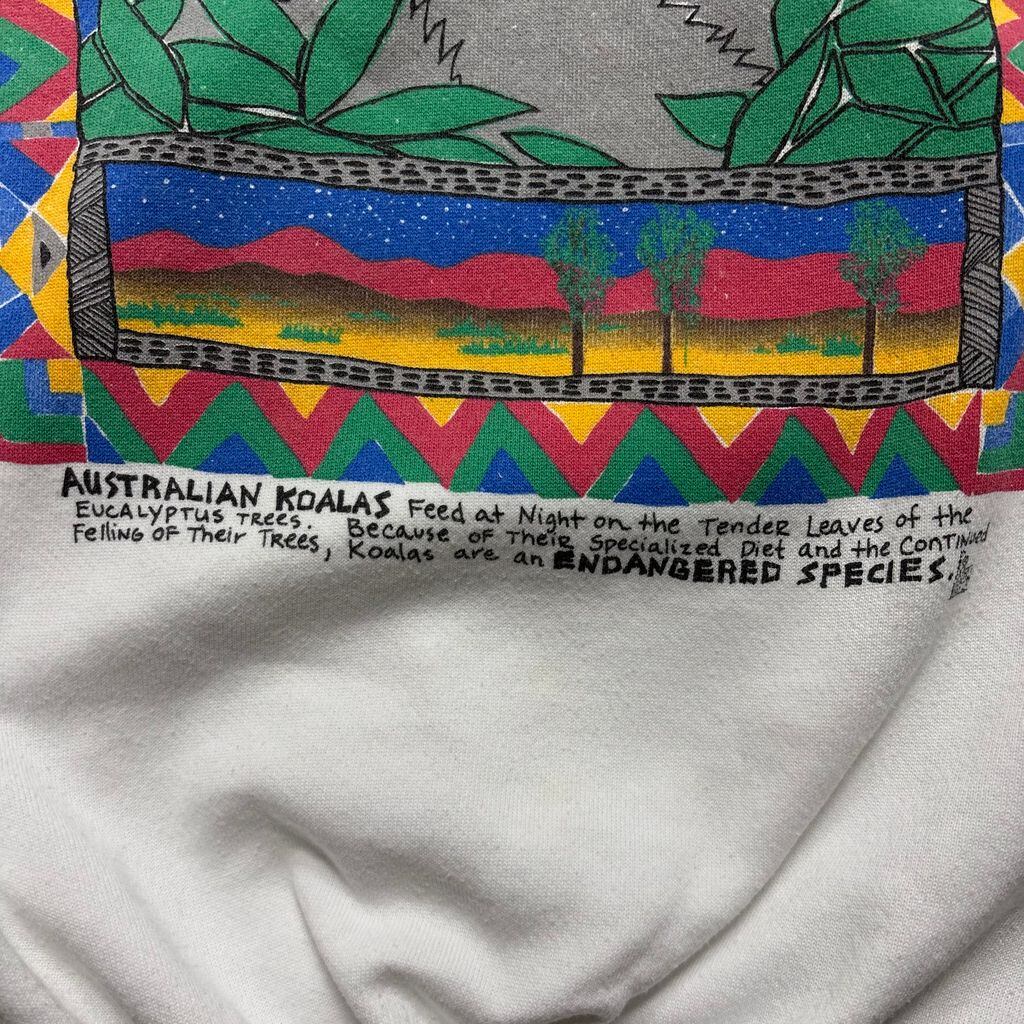 AUSTRALIAN KOALAS Feed at Night on the Tender Leaves of the
EUCALYPTUS TREES. Because of Their Specialized Diet and the Continued
Felling of Their Trees, Koalas are an ENDANGERED SPECIES.